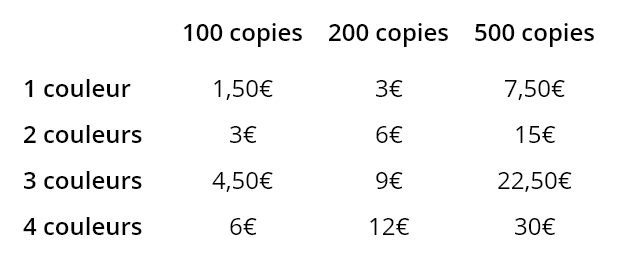 100 copies 200 copies 500 copies
1 couleur 1,50€ 3€ 7,50€
2 couleurs 3€ 6€ 15€
3 couleurs 4,50€ 9€ 22,50€
4 couleurs 6€ 12€ 30€